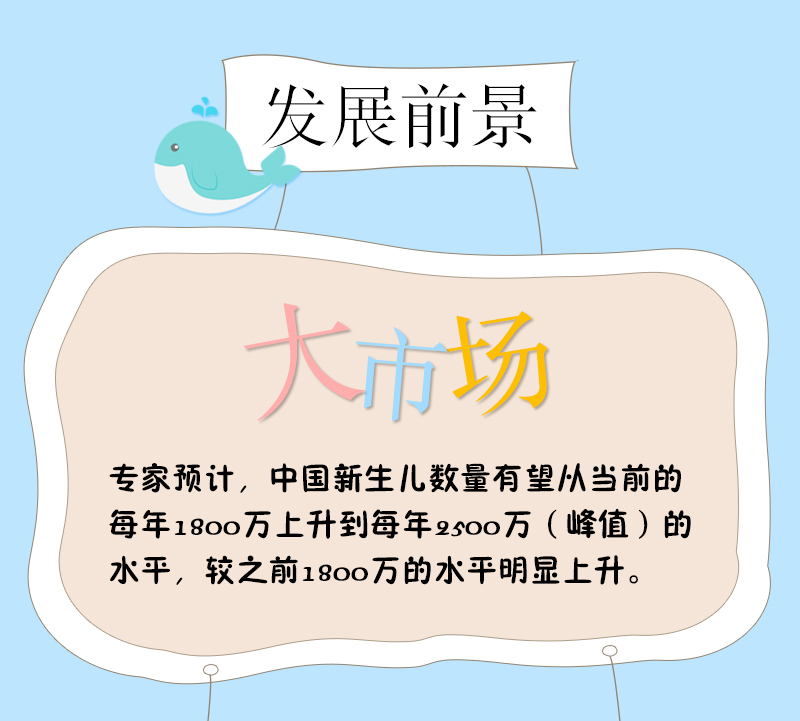 发展前景
大市场
专家预计，中国新生儿数量有望从当前的
每年1800万上升到每年2500万（峰值）的
水平，较之前1800万的水平明显上升。